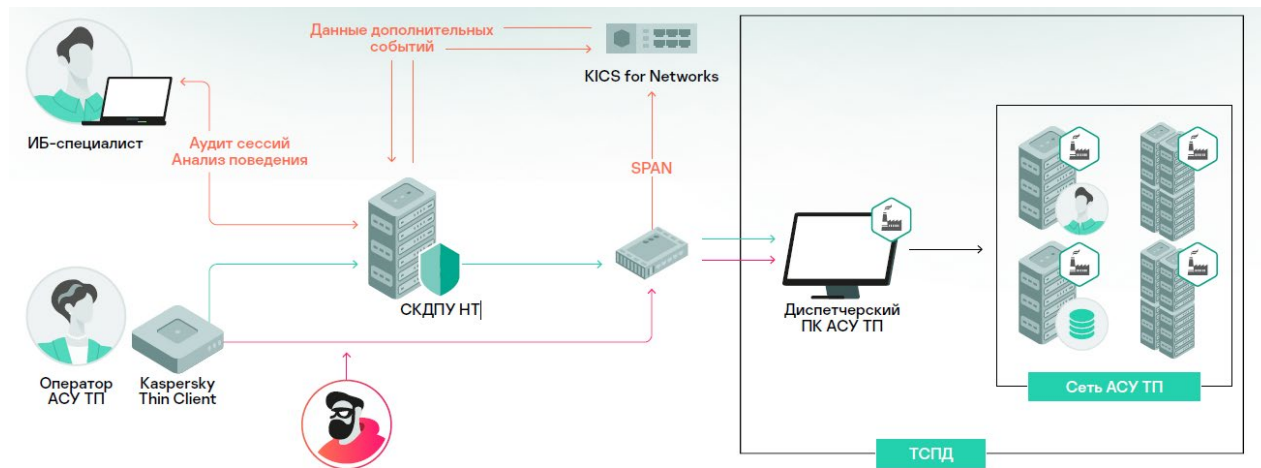 Данные дополнительных
событий
KICS for Networks
ИБ-специалист
Аудит сессий
Анализ поведения
SPAN
СКДПУ НТ
Диспетчерский
ПК АСУ ТП
Оператор
АСУ ТП
Kaspersky
Thin Client
Сеть АСУ ТП
ТСПД